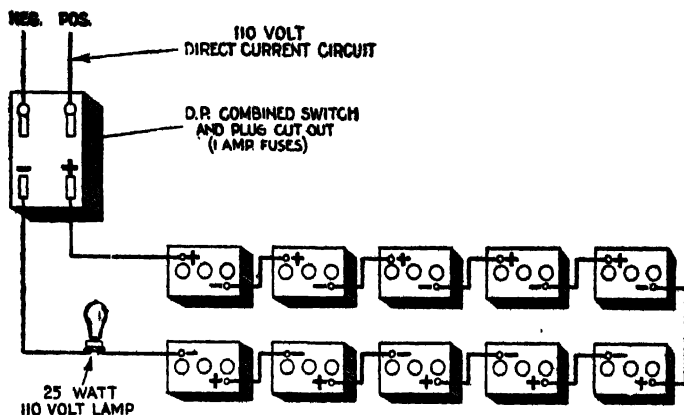 NEG. POS.
110 VOLT
DIRECT CURRENT CIRCUIT
D.P. COMBINED SWITCH
AND PLUG CUT OUT
(1 AMP. FUSES)
- +
+ + + + +
- - - - -
- - - - -
+ + + + +
25 WATT
110 VOLT LAMP